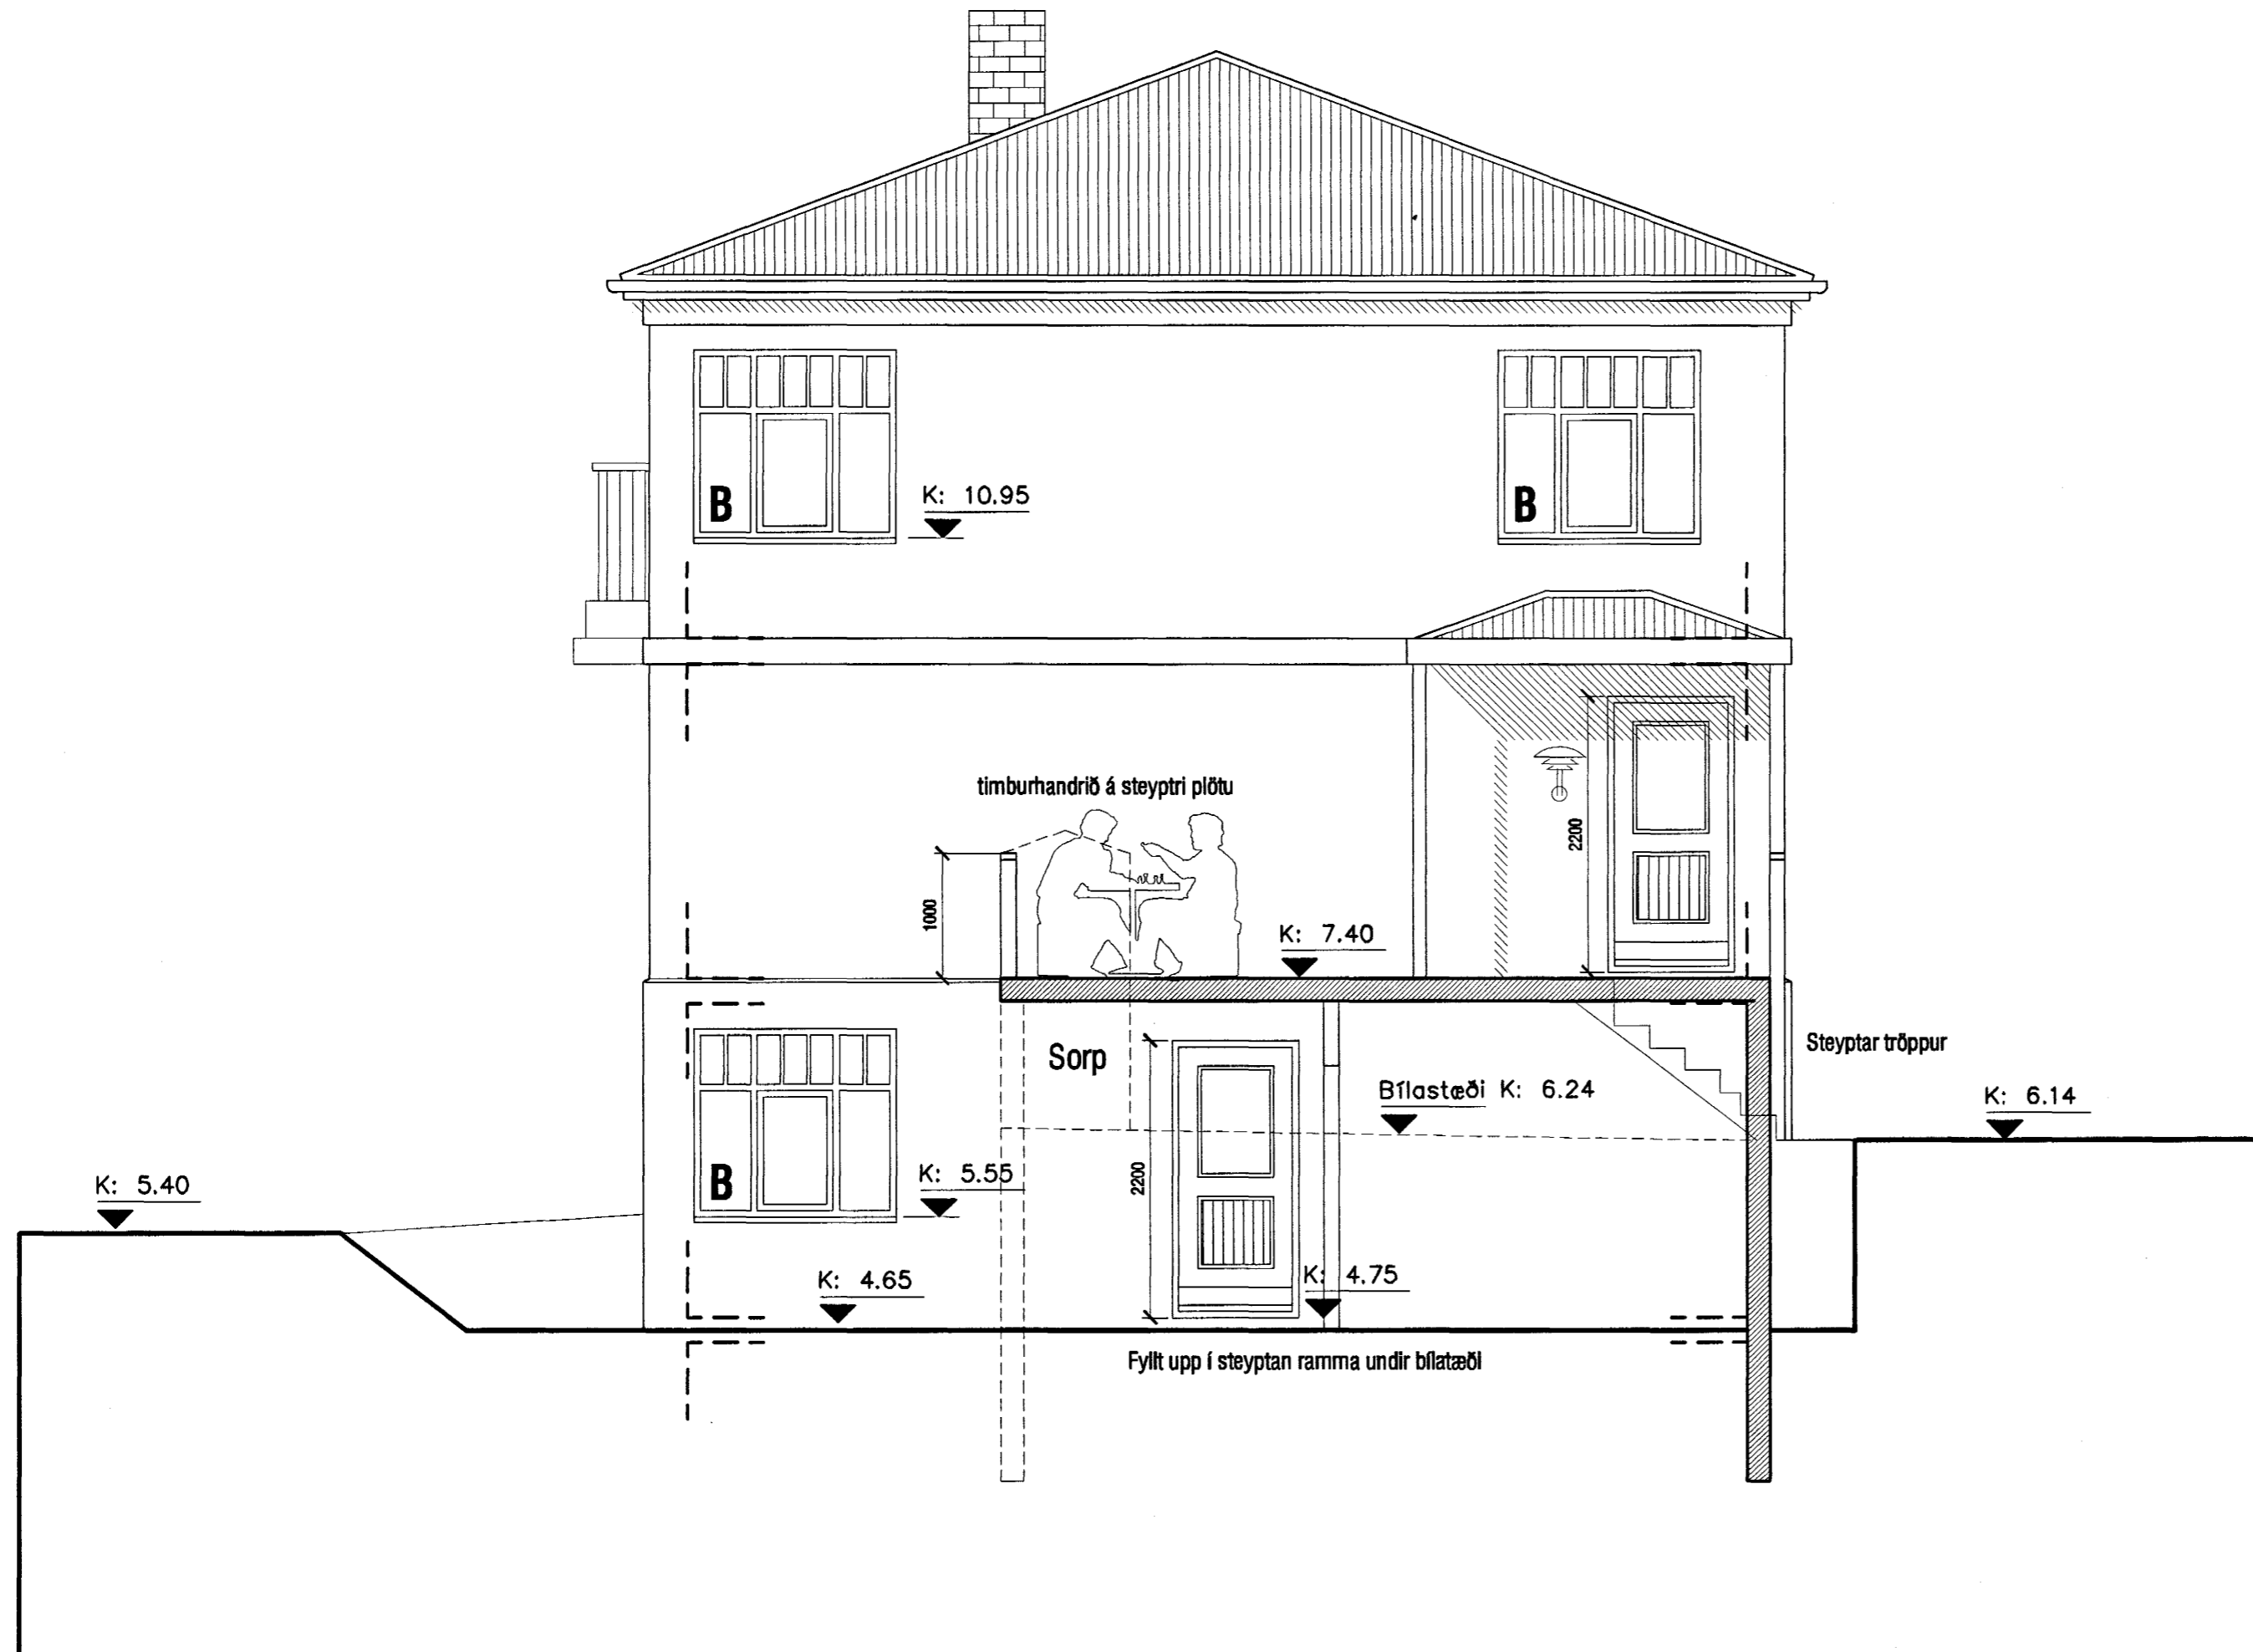 B
K: 10.95
B
timburhandrið á steyptri plötu
2200
1000
K: 7.40
Sorp
Steyptar tröppur
Bílastæði K: 6.24
K: 6.14
2200
B
K: 5.55
K: 5.40
K: 4.65
K: 4.75
Fyllt upp í steyptan ramma undir bílatæði